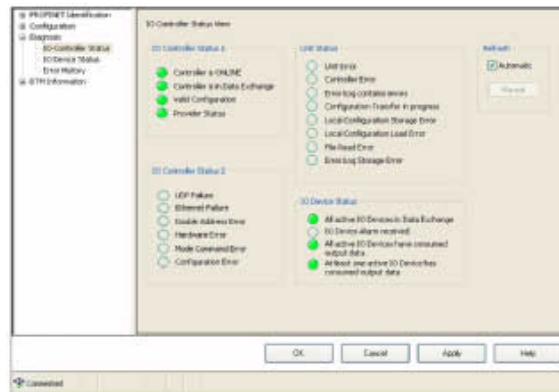 PROFINET Identification
Configuration
Diagnosis
IO-Controller Status
IO-Device Status
Error History
DTM Information
IO Controller Status View
IO Controller Status 1
Controller is ONLINE
Controller is in Data Exchange
Valid Configuration
Provider Status
IO Controller Status 2
UDP Failure
Ethernet Failure
Double Address Error
Hardware Error
Mode Command Error
Configuration Error
Unit Status
Unit Error
Controller Error
Error Log contains errors
Configuration Transfer in progress
Local Configuration Storage Error
Local Configuration Load Error
File Read Error
Error Log Storage Error
IO Device Status
All active IO Devices in Data Exchange
IO Device Alarm received
All active IO Devices have consumed
output data
At least one active IO Device has
consumed output data
Refresh
Automatic
Manual
OK
Cancel
Apply
Help
Connected